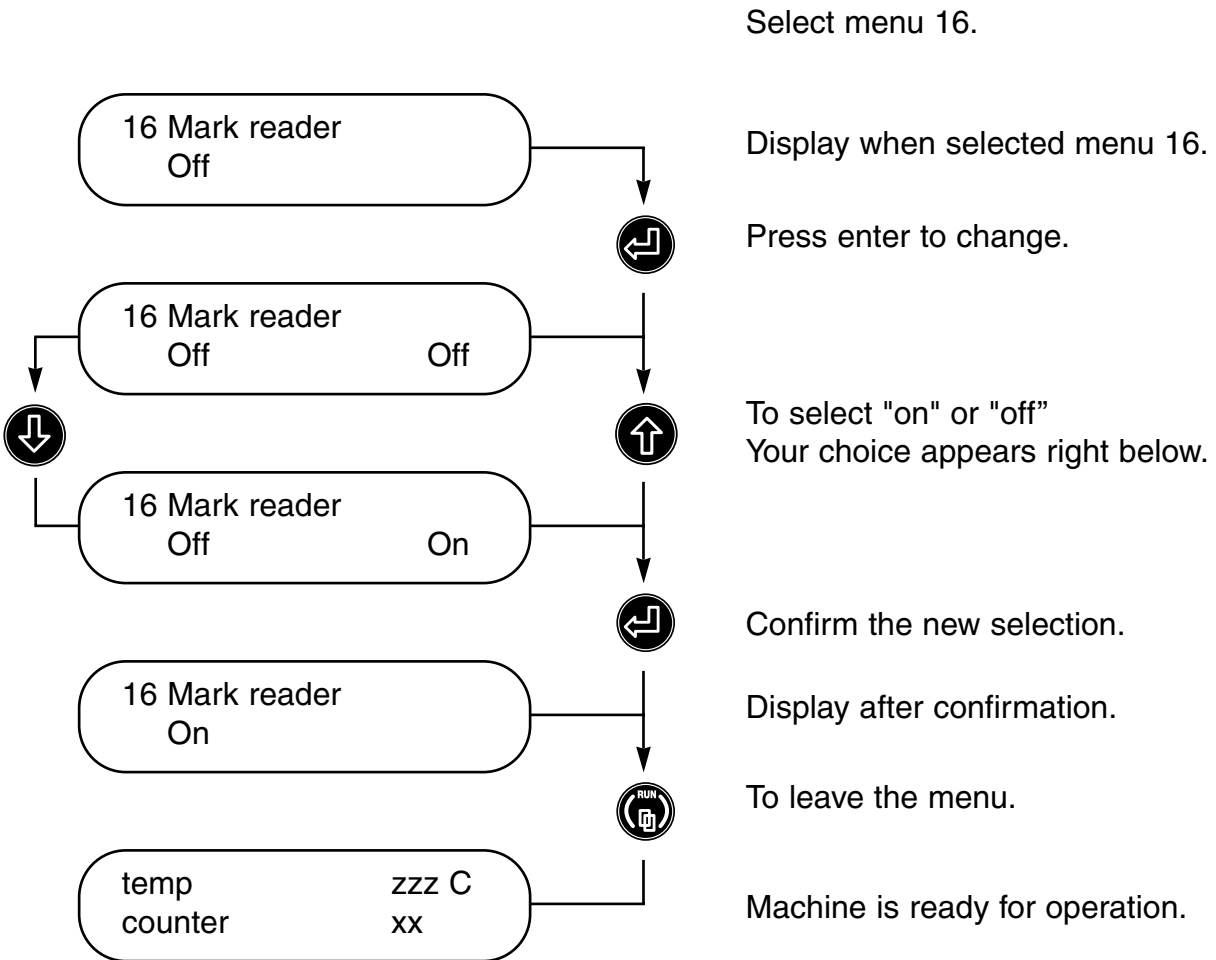 Select menu 16.
16 Mark reader
Off
Display when selected menu 16.
Press enter to change.
16 Mark reader
Off Off
To select "on" or "off”
Your choice appears right below.
16 Mark reader
Off On
Confirm the new selection.
16 Mark reader
On
Display after confirmation.
RUN
To leave the menu.
temp zzz C
counter xx
Machine is ready for operation.